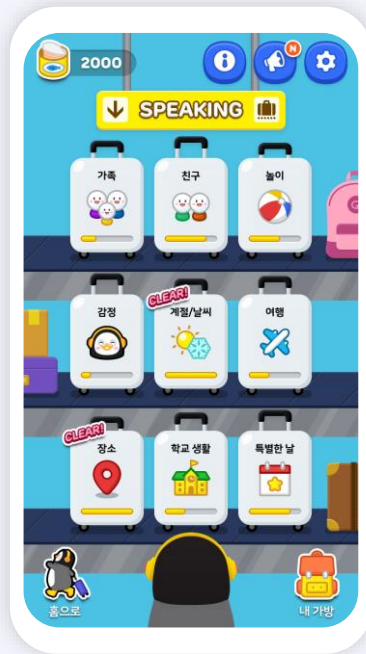 2000
N
SPEAKING
가족
친구
놀이
감정
CLEAR!
계절/날씨
여행
CLEAR!
장소
학교 생활
특별한 날
홈으로
내 가방